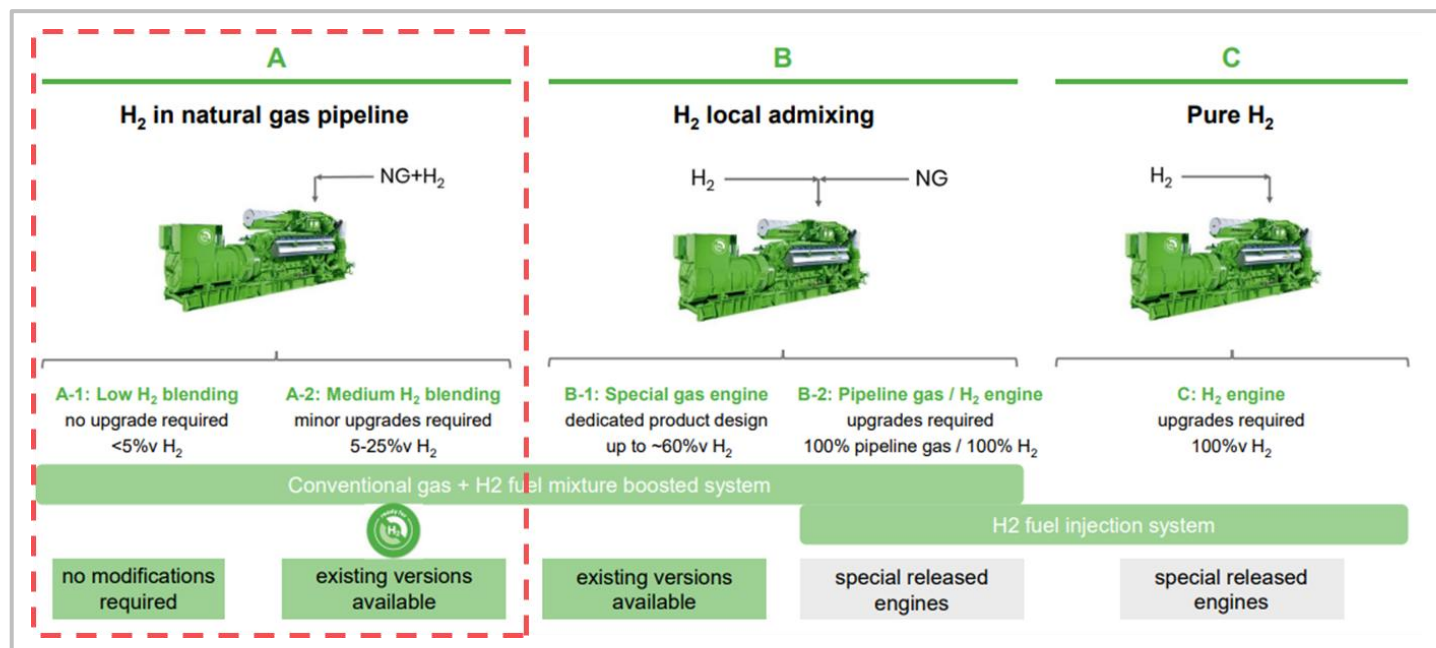 A
H₂ in natural gas pipeline
NG+H₂
A-1: Low H₂ blending
no upgrade required
<5%v H₂
A-2: Medium H₂ blending
minor upgrades required
5-25%v H₂
B
H₂ local admixing
H₂
NG
B-1: Special gas engine
dedicated product design
up to ~60%v H₂
B-2: Pipeline gas / H₂ engine
upgrades required
100% pipeline gas / 100% H₂
C
Pure H₂
H₂
C: H₂ engine
upgrades required
100%v H₂
Conventional gas + H2 fuel mixture boosted system
H2 fuel injection system
ready for
H₂
no modifications
required
existing versions
available
existing versions
available
special released
engines
special released
engines